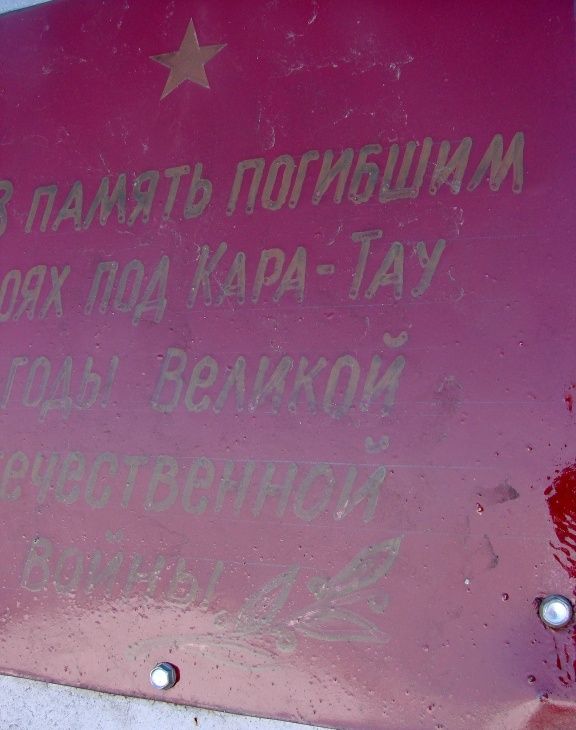 В ПАМЯТЬ ПОГИБШИМ
ОЯХ ПОД КАРА-ТАУ
ГОДЫ ВЕЛИКОЙ
ЕЧЕСТВЕННОЙ
ВОЙНЫ